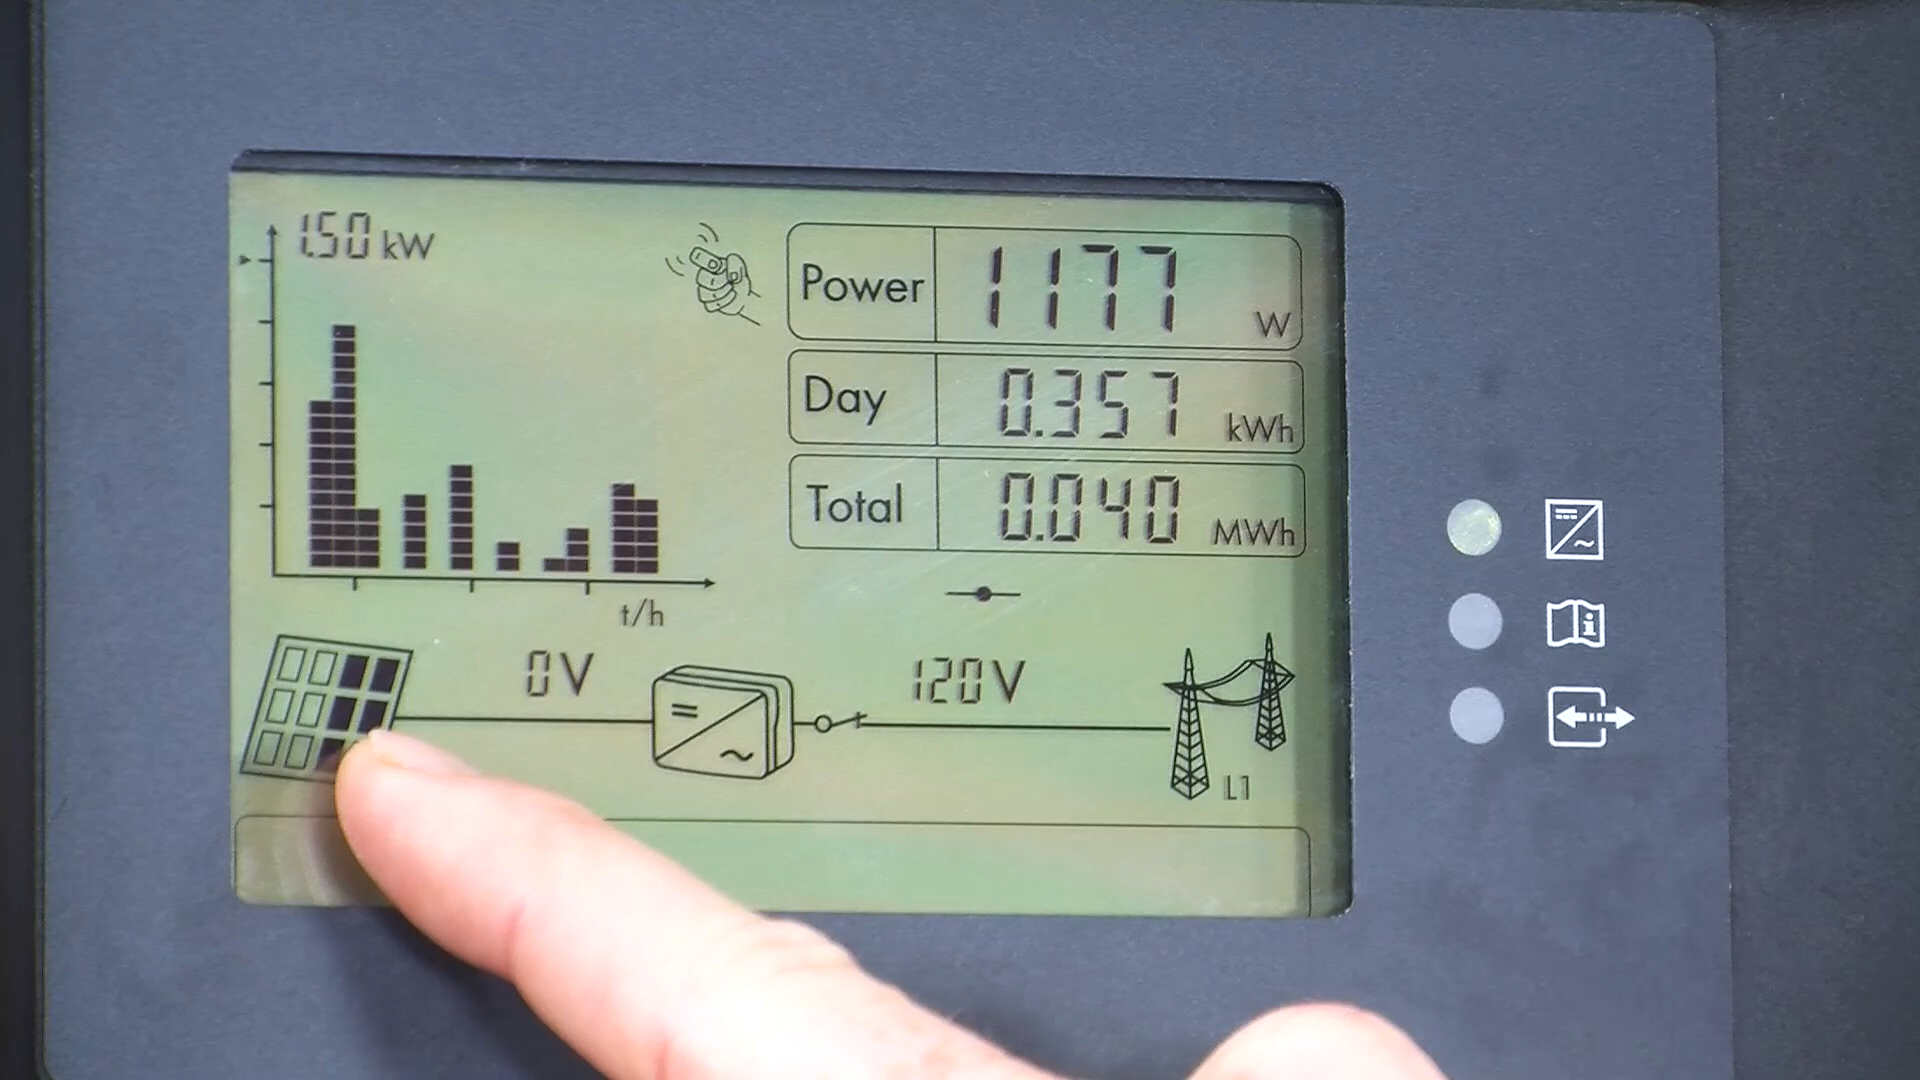 1.50 kW
Power 1177 W
Day 0.357 kWh
Total 0.040 MWh
t/h
0V
120V
L1